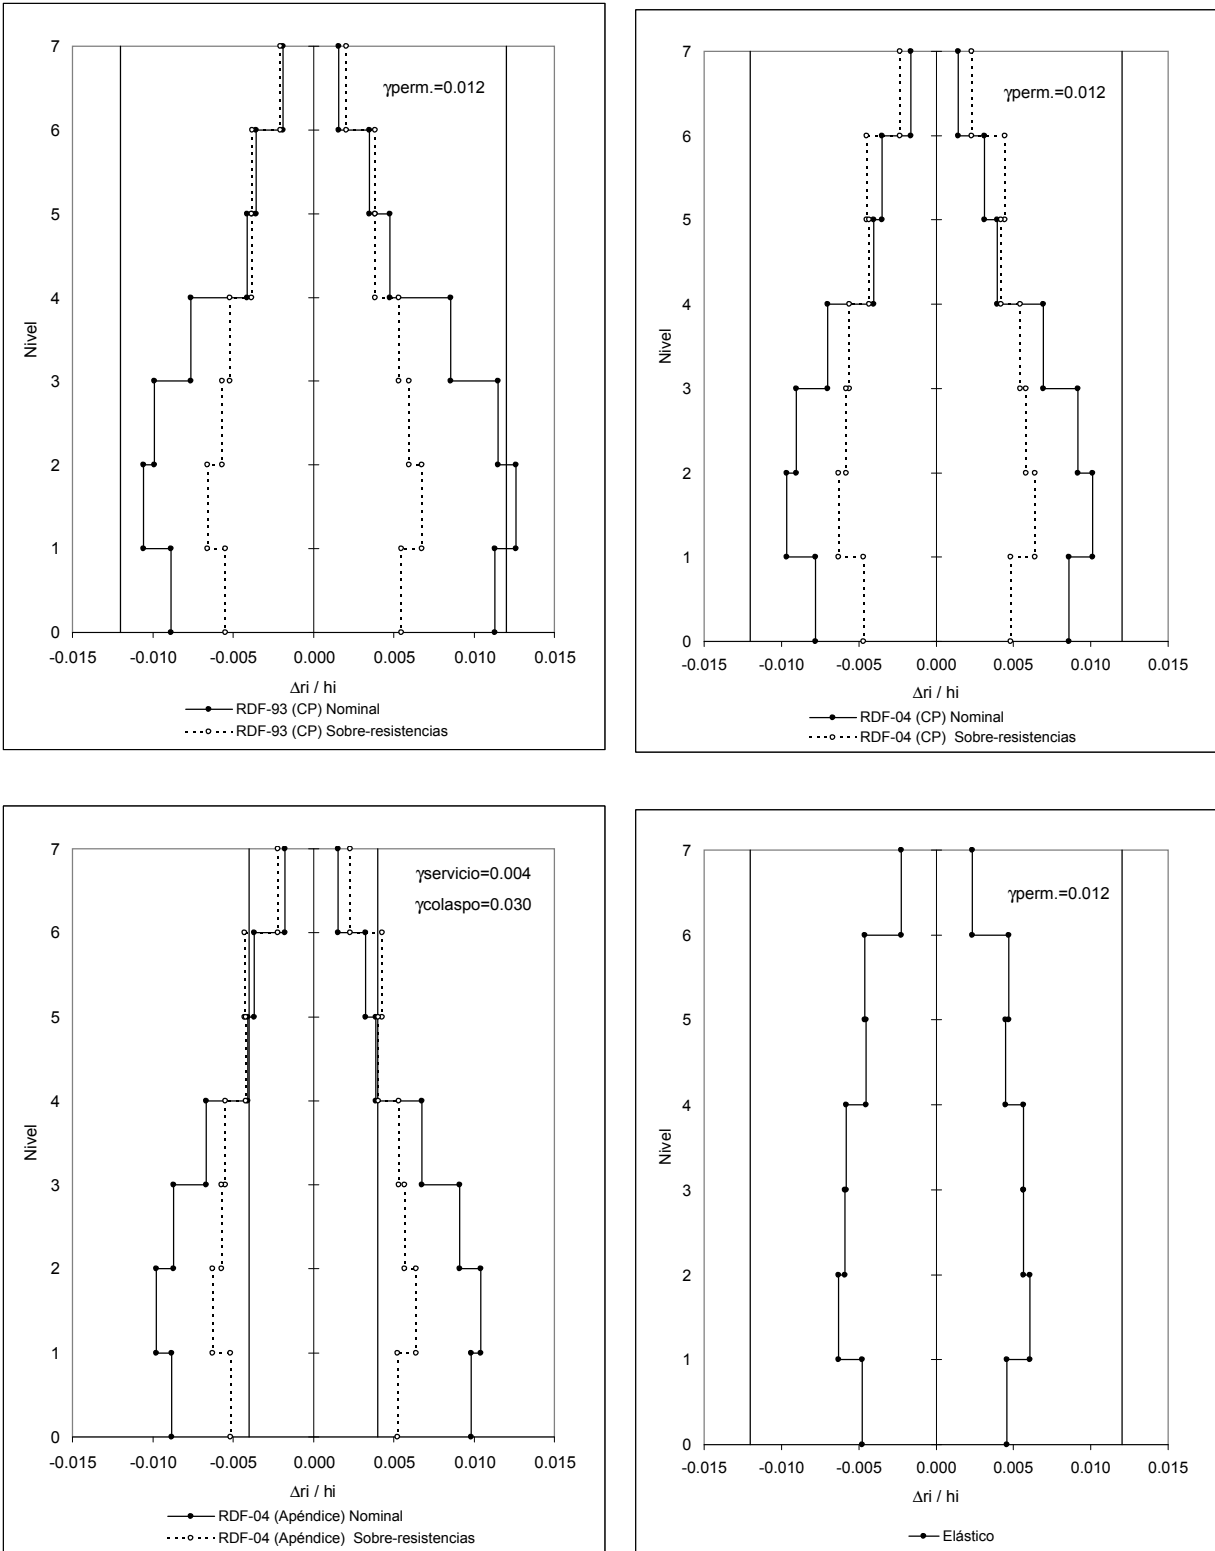 γperm.=0.012
7
6
5
4
3
2
1
0
Nivel
-0.015 -0.010 -0.005 0.000 0.005 0.010 0.015
Δri / hi
RDF-93 (CP) Nominal
RDF-93 (CP) Sobre-resistencias
γperm.=0.012
7
6
5
4
3
2
1
0
Nivel
-0.015 -0.010 -0.005 0.000 0.005 0.010 0.015
Δri / hi
RDF-04 (CP) Nominal
RDF-04 (CP) Sobre-resistencias
γservicio=0.004
γcolaspo=0.030
7
6
5
4
3
2
1
0
Nivel
-0.015 -0.010 -0.005 0.000 0.005 0.010 0.015
Δri / hi
RDF-04 (Apéndice) Nominal
RDF-04 (Apéndice) Sobre-resistencias
γperm.=0.012
7
6
5
4
3
2
1
0
Nivel
-0.015 -0.010 -0.005 0.000 0.005 0.010 0.015
Δri / hi
Elástico